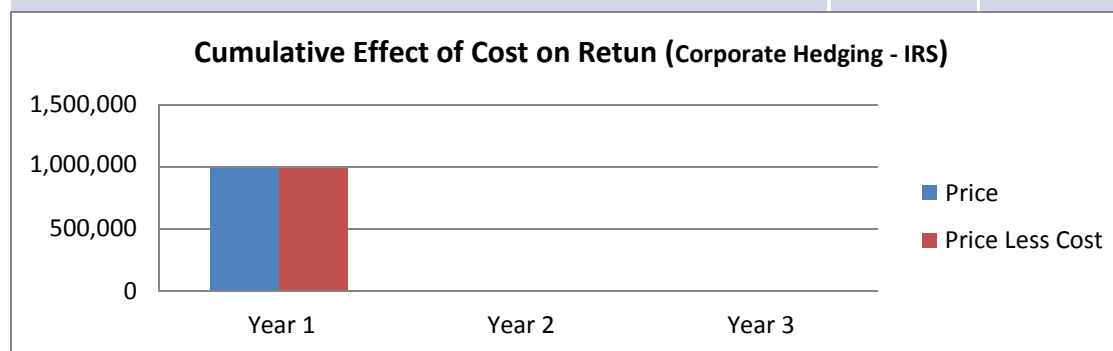 Cumulative Effect of Cost on Retun (Corporate Hedging - IRS)
1,500,000
1,000,000
500,000
0
Year 1 Year 2 Year 3
Price
Price Less Cost